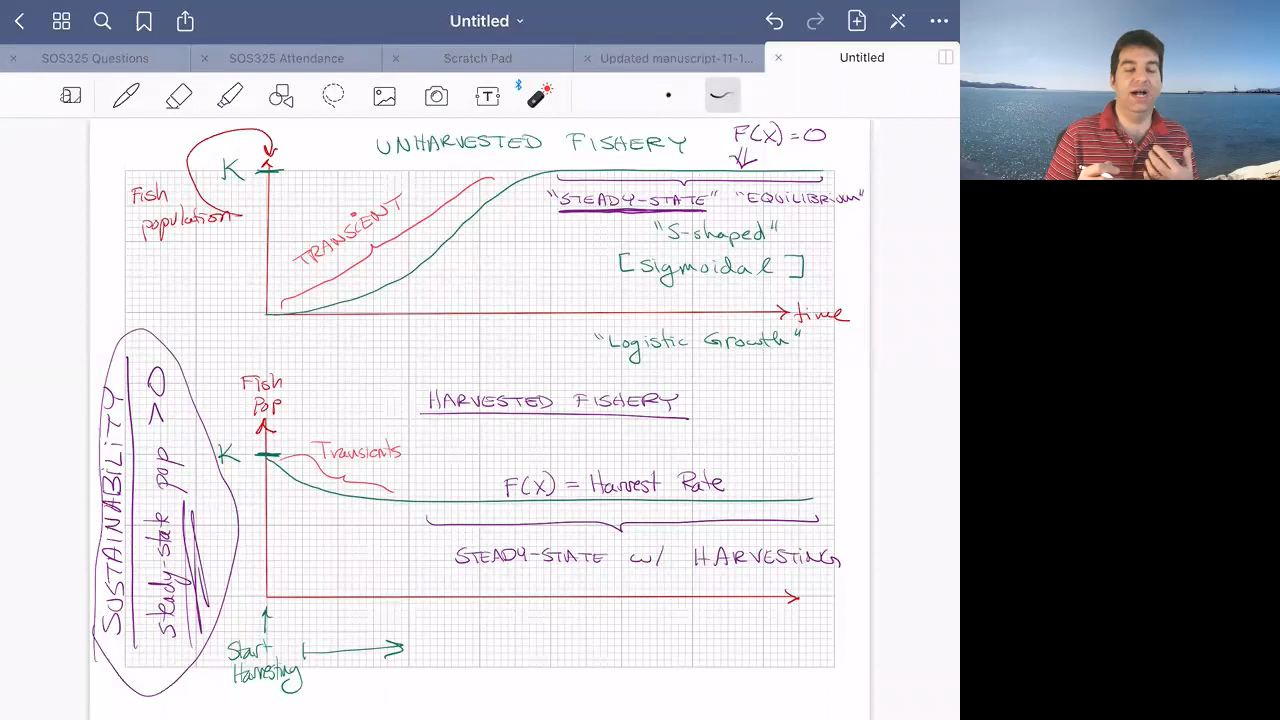 Untitled
SOS325 Questions
SOS325 Attendance
Scratch Pad
Updated manuscript-11-1...
Untitled
UNHARVESTED FISHERY
F(X) = 0
K
Fish
population
TRANSIENT
"STEADY-STATE" "EQUILIBRIUM"
"S-shaped"
[Sigmoidal]
time
"Logistic Growth"
SUSTAINABILITY
steady-state pop >0
Fish
Pop
HARVESTED FISHERY
K
Transients
F(X) = Harvest Rate
STEADY-STATE w/ HARVESTING
Start
Harvesting